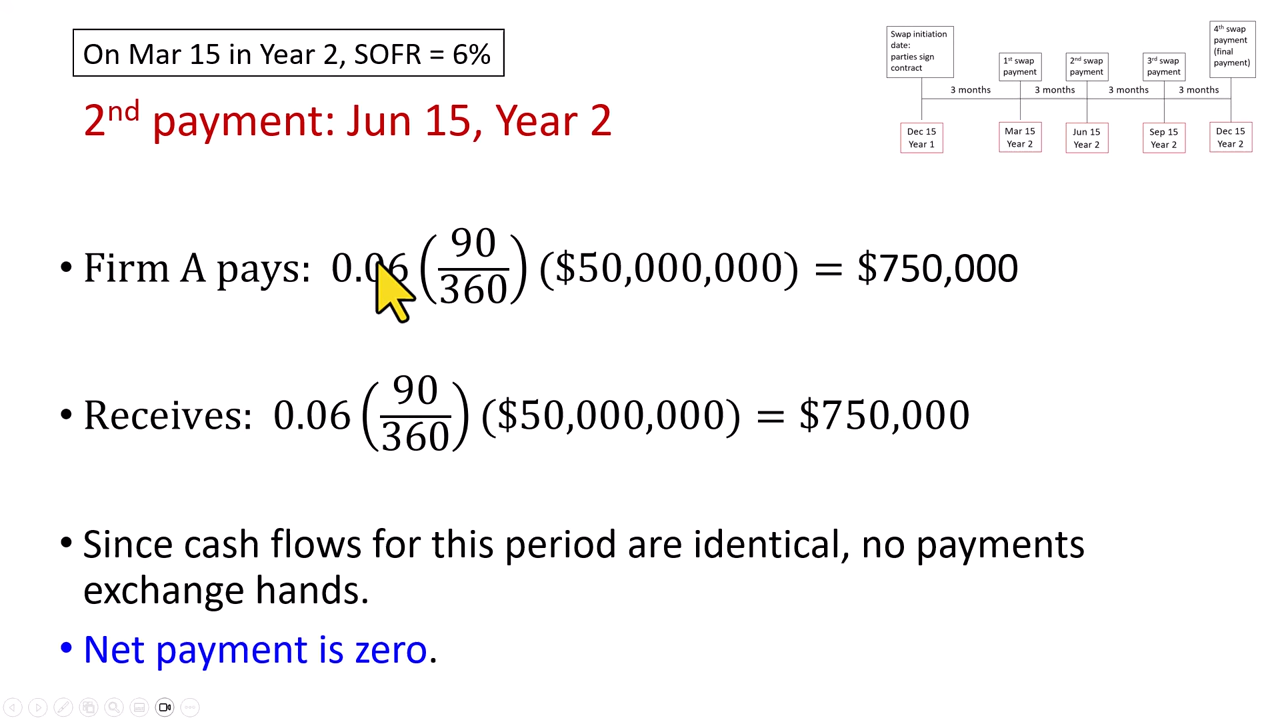 On Mar 15 in Year 2, SOFR = 6%
2nd payment: Jun 15, Year 2
Swap initiation
date:
parties sign
contract
1st swap
payment
2nd swap
payment
3rd swap
payment
4th swap
payment
(final
payment)
3 months 3 months 3 months 3 months
Dec 15
Year 1
Mar 15
Year 2
Jun 15
Year 2
Sep 15
Year 2
Dec 15
Year 2
• Firm A pays: 0.06 (90/360) ($50,000,000) = $750,000
• Receives: 0.06 (90/360) ($50,000,000) = $750,000
• Since cash flows for this period are identical, no payments
exchange hands.
• Net payment is zero.